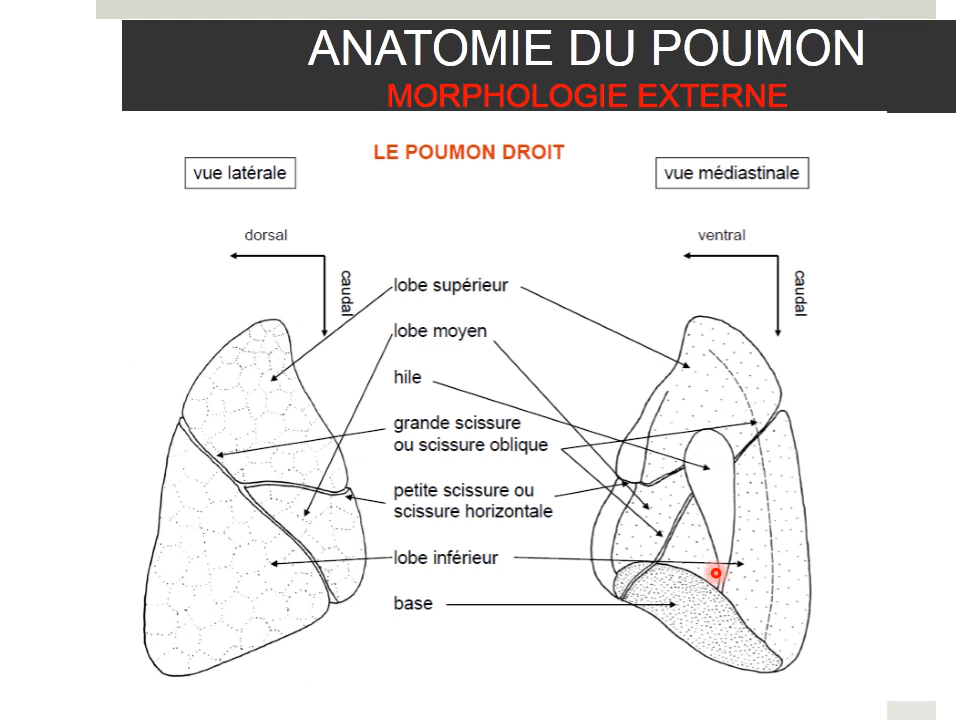 ANATOMIE DU POUMON
MORPHOLOGIE EXTERNE
LE POUMON DROIT
vue latérale
vue médiastinale
dorsal
caudal
ventral
caudal
lobe supérieur
lobe moyen
hile
grande scissure
ou scissure oblique
petite scissure ou
scissure horizontale
lobe inférieur
base